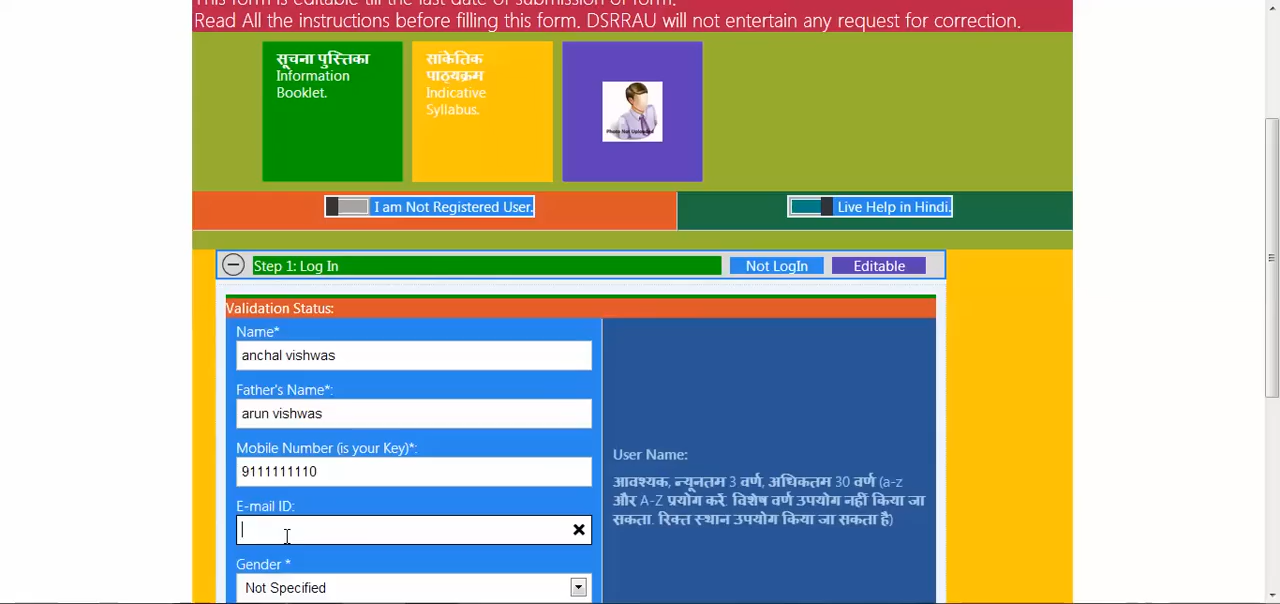 This form is editable till the last date of submission of form.
Read All the instructions before filling this form. DSRRAU will not entertain any request for correction.
सूचना पुस्तिका
Information
Booklet.
सांकेतिक
पाठ्यक्रम
Indicative
Syllabus.
Photo Not Uploaded
I am Not Registered User.
Live Help in Hindi.
Step 1: Log In
Not LogIn
Editable
Validation Status:
Name*
anchal vishwas
Father's Name*:
arun vishwas
Mobile Number (is your Key)*:
9111111110
E-mail ID:
Gender *
Not Specified
User Name:
आवश्यक, न्यूनतम 3 वर्ण, अधिकतम 30 वर्ण (a-z
और A-Z प्रयोग करें. विशेष वर्ण उपयोग नहीं किया जा
सकता. रिक्त स्थान उपयोग किया जा सकता है)